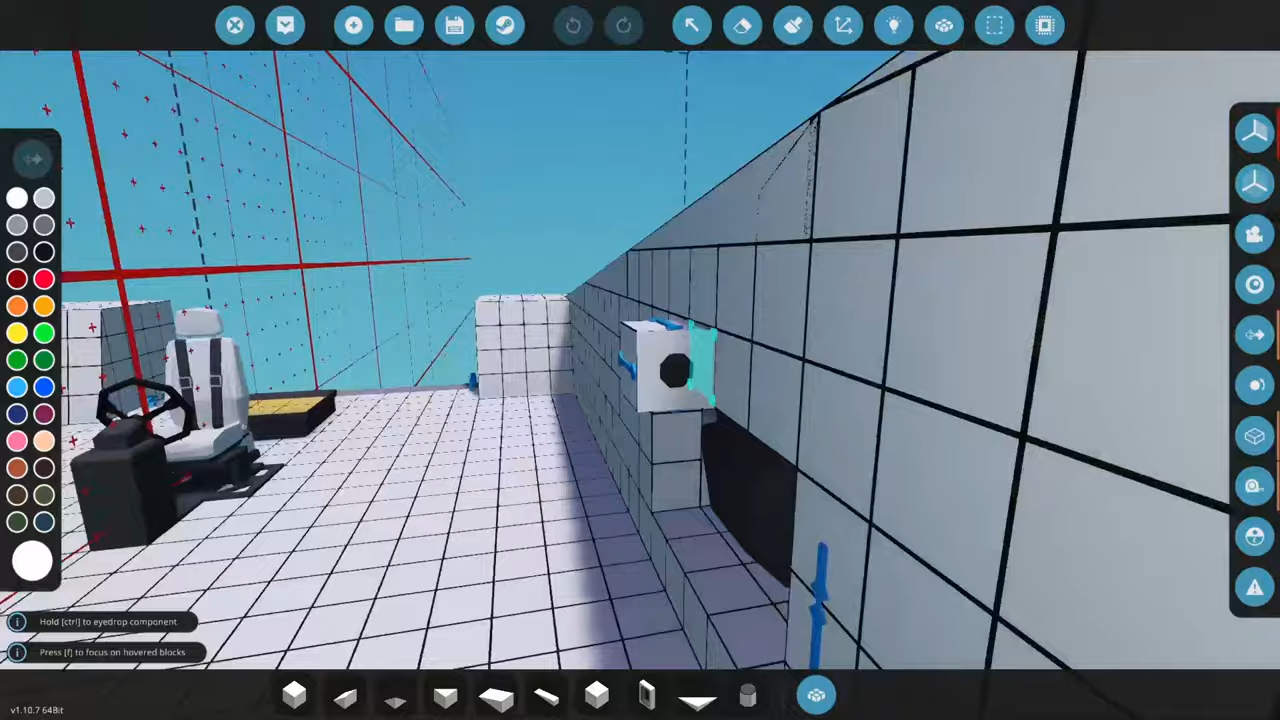 Hold [ctrl] to eyedrop component
Press [f] to focus on hovered blocks
v1.10.7 64Bit